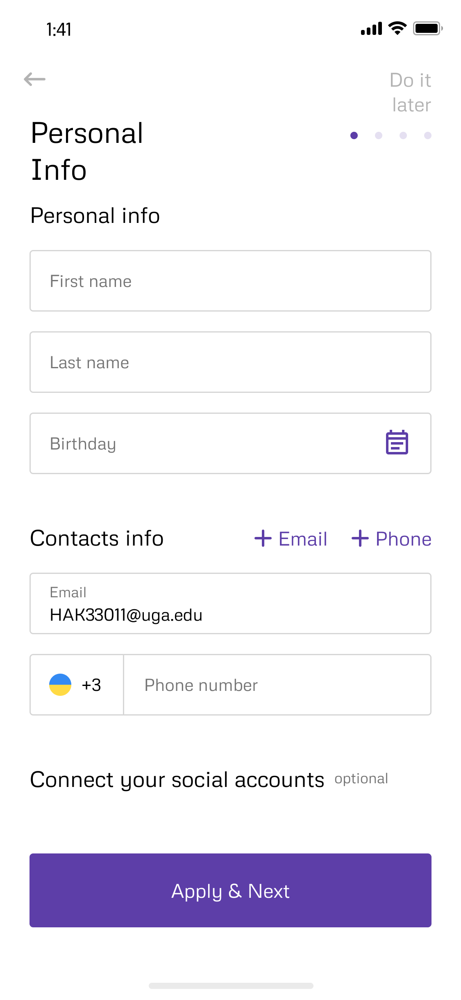 1:41
Do it
later
Personal
Info
Personal info
First name
Last name
Birthday
Contacts info + Email + Phone
Email
HAK33011@uga.edu
+3 Phone number
Connect your social accounts optional
Apply & Next